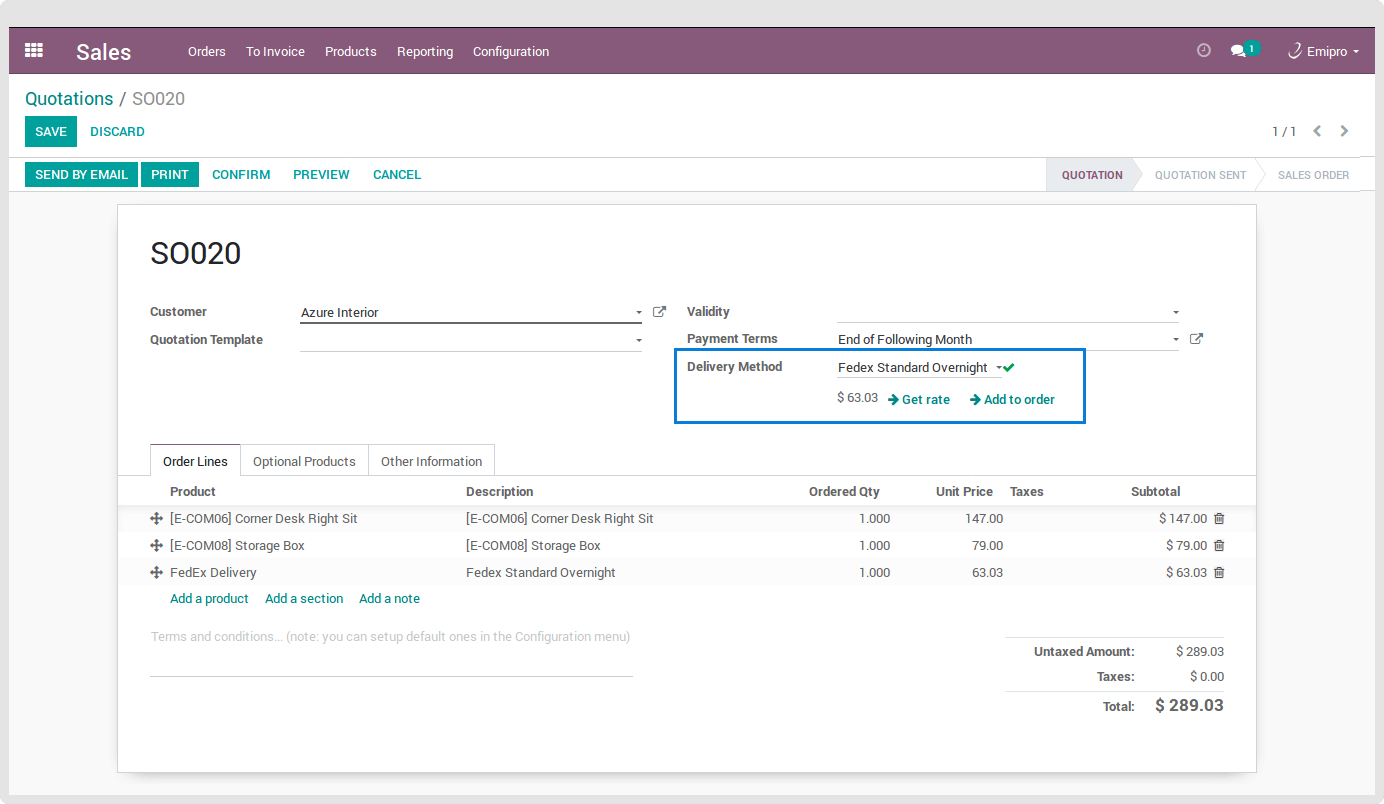 Sales Orders To Invoice Products Reporting Configuration 1 Emipro
Quotations / SO020
SAVE DISCARD 1 / 1
SEND BY EMAIL PRINT CONFIRM PREVIEW CANCEL QUOTATION QUOTATION SENT SALES ORDER
SO020
Customer Azure Interior Validity
Quotation Template Payment Terms End of Following Month
Delivery Method Fedex Standard Overnight
$ 63.03 Get rate Add to order
Order Lines Optional Products Other Information
Product Description Ordered Qty Unit Price Taxes Subtotal
[E-COM06] Corner Desk Right Sit [E-COM06] Corner Desk Right Sit 1.000 147.00 $ 147.00
[E-COM08] Storage Box [E-COM08] Storage Box 1.000 79.00 $ 79.00
FedEx Delivery Fedex Standard Overnight 1.000 63.03 $ 63.03
Add a product Add a section Add a note
Terms and conditions... (note: you can setup default ones in the Configuration menu)
Untaxed Amount: $ 289.03
Taxes: $ 0.00
Total: $ 289.03